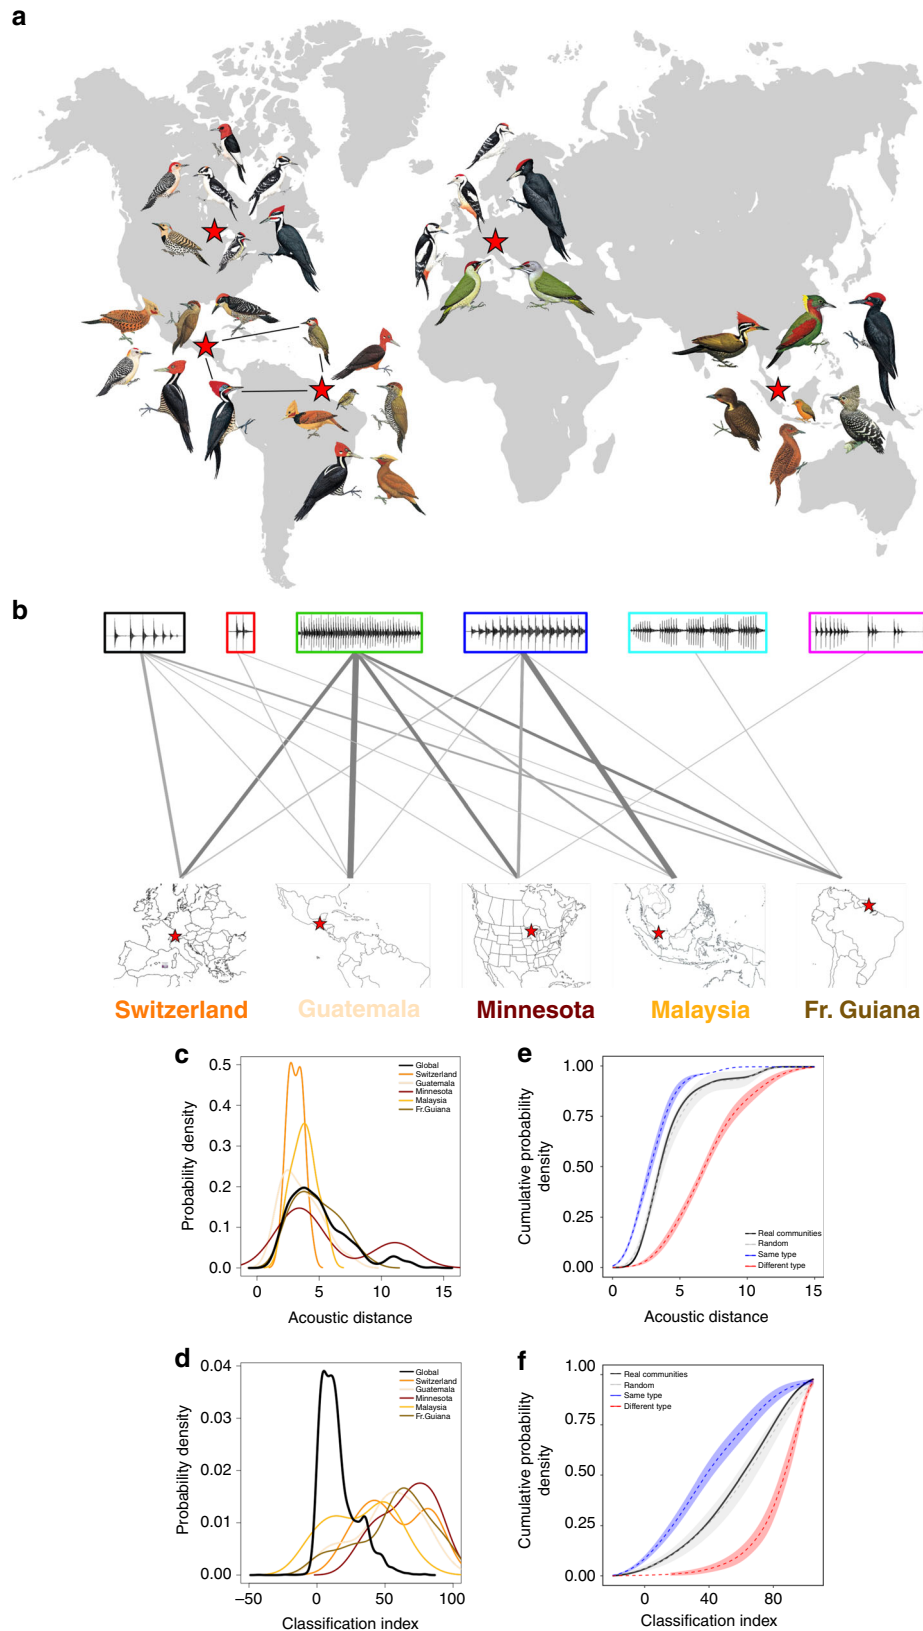 a
b
Switzerland
Guatemala
Minnesota
Malaysia
Fr. Guiana
c
Probability density
0.5
0.4
0.3
0.2
0.1
0.0
Global
Switzerland
Guatemala
Minnesota
Malaysia
Fr.Guiana
0
5
10
15
Acoustic distance
e
Cumulative probability
density
1.00
0.75
0.50
0.25
0.00
Real communities
Random
Same type
Different type
0
5
10
15
Acoustic distance
d
Probability density
0.04
0.03
0.02
0.01
0.00
Global
Switzerland
Guatemala
Minnesota
Malaysia
Fr.Guiana
−50
0
50
100
Classification index
f
Cumulative probability
density
1.00
0.75
0.50
0.25
0.00
Real communities
Random
Same type
Different type
0
40
80
Classification index